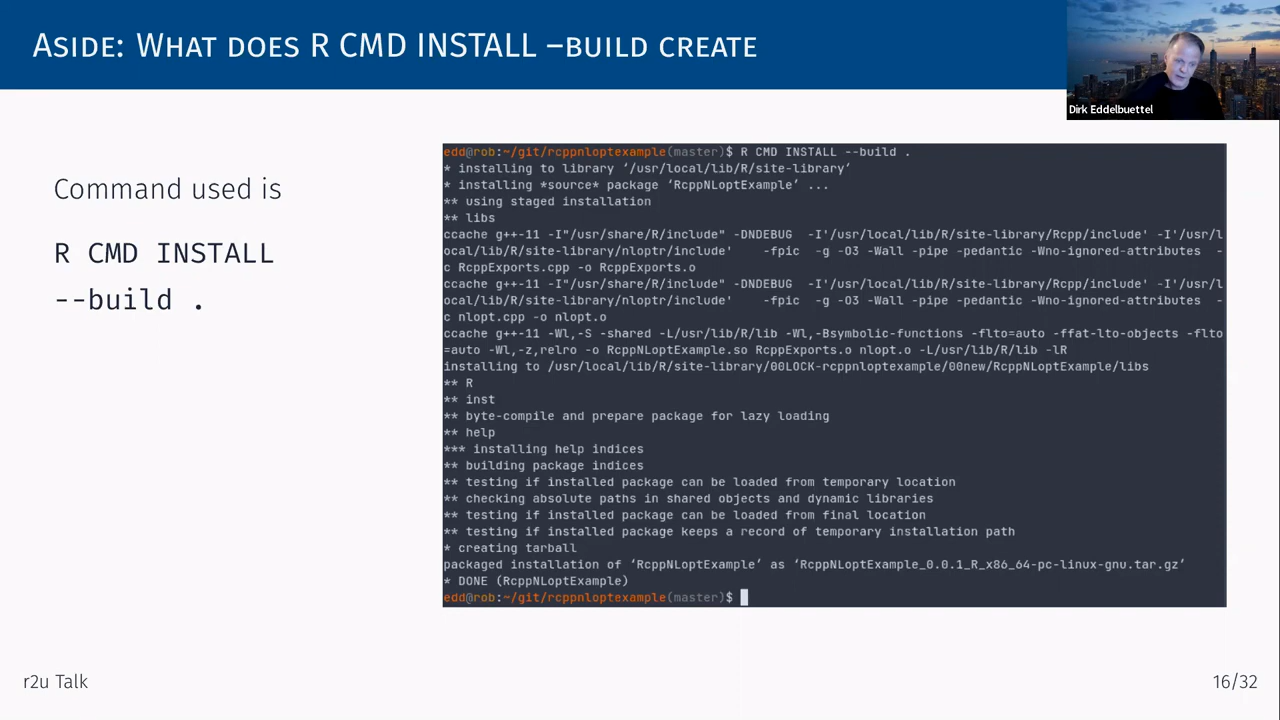 ASIDE: WHAT DOES R CMD INSTALL –BUILD CREATE
Dirk Eddelbuettel
Command used is
R CMD INSTALL
--build .
edd@rob:~/git/rcppnloptexample(master)$ R CMD INSTALL --build .
* installing to library ‘/usr/local/lib/R/site-library’
* installing *source* package ‘RcppNLoptExample’ ...
** using staged installation
** libs
ccache g++-11 -I"/usr/share/R/include" -DNDEBUG  -I'/usr/local/lib/R/site-library/Rcpp/include' -I'/usr/l
ocal/lib/R/site-library/nloptr/include'    -fpic  -g -O3 -Wall -pipe -pedantic -Wno-ignored-attributes  -
c RcppExports.cpp -o RcppExports.o
ccache g++-11 -I"/usr/share/R/include" -DNDEBUG  -I'/usr/local/lib/R/site-library/Rcpp/include' -I'/usr/l
ocal/lib/R/site-library/nloptr/include'    -fpic  -g -O3 -Wall -pipe -pedantic -Wno-ignored-attributes  -
c nlopt.cpp -o nlopt.o
ccache g++-11 -Wl,-S -shared -L/usr/lib/R/lib -Wl,-Bsymbolic-functions -flto=auto -ffat-lto-objects -flto
=auto -Wl,-z,relro -o RcppNLoptExample.so RcppExports.o nlopt.o -L/usr/lib/R/lib -lR
installing to /usr/local/lib/R/site-library/00LOCK-rcppnloptexample/00new/RcppNLoptExample/libs
** R
** inst
** byte-compile and prepare package for lazy loading
** help
*** installing help indices
** building package indices
** testing if installed package can be loaded from temporary location
** checking absolute paths in shared objects and dynamic libraries
** testing if installed package can be loaded from final location
** testing if installed package keeps a record of temporary installation path
* creating tarball
packaged installation of ‘RcppNLoptExample’ as ‘RcppNLoptExample_0.0.1_R_x86_64-pc-linux-gnu.tar.gz’
* DONE (RcppNLoptExample)
edd@rob:~/git/rcppnloptexample(master)$
r2u Talk
16/32